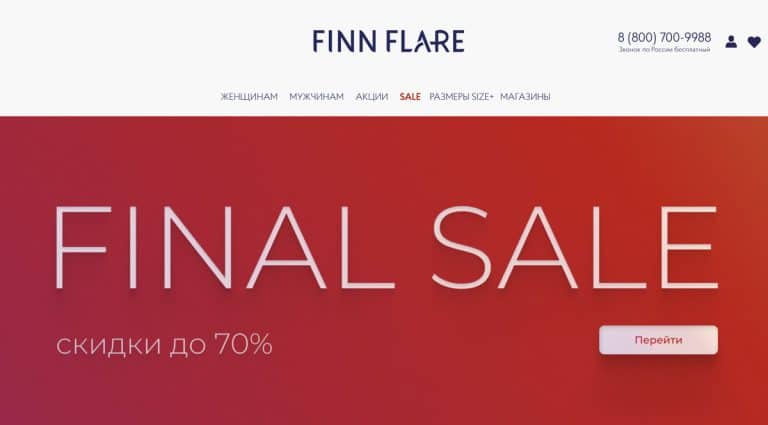 FINN FLARE
8 (800) 700-9988
Звонок по России бесплатный
ЖЕНЩИНАМ МУЖЧИНАМ АКЦИИ SALE РАЗМЕРЫ SIZE+ МАГАЗИНЫ
FINAL SALE
скидки до 70%
Перейти